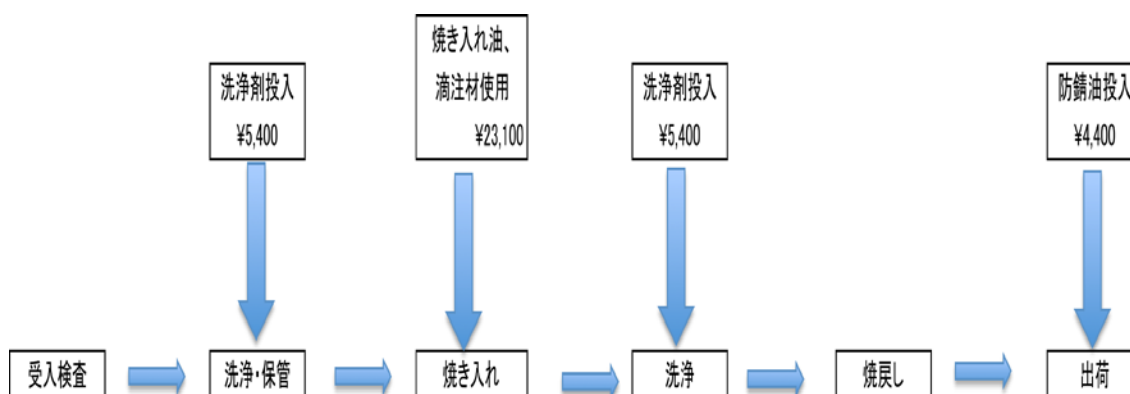 焼き入れ油、
滴注材使用
¥23,100
洗浄剤投入
¥5,400
洗浄剤投入
¥5,400
防錆油投入
¥4,400
受入検査
洗浄・保管
焼き入れ
洗浄
焼戻し
出荷